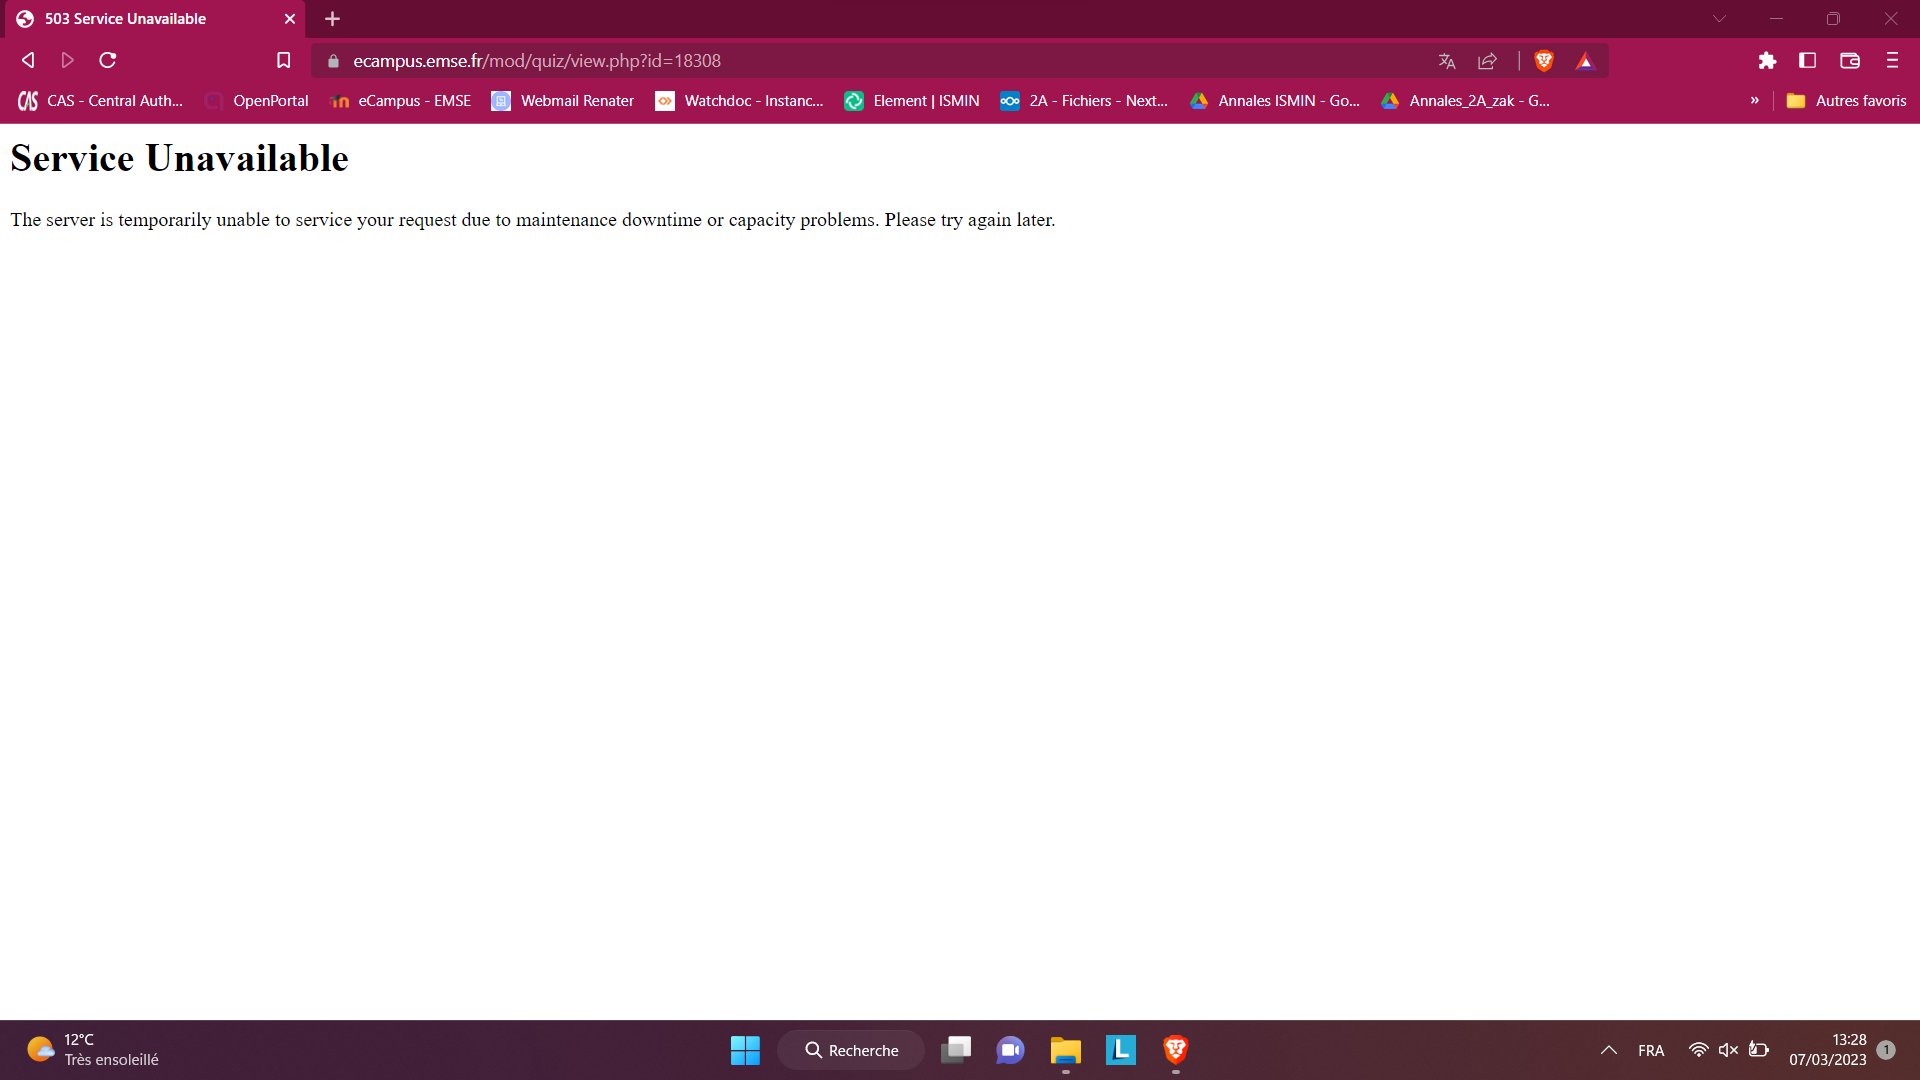 503 Service Unavailable
ecampus.emse.fr/mod/quiz/view.php?id=18308
CAS CAS - Central Auth... OpenPortal eCampus - EMSE Webmail Renater Watchdoc - Instanc... Element | ISMIN 2A - Fichiers - Next... Annales ISMIN - Go... Annales_2A_zak - G... » Autres favoris
Service Unavailable
The server is temporarily unable to service your request due to maintenance downtime or capacity problems. Please try again later.
12°C
Très ensoleillé
Recherche
L
FRA
13:28
07/03/2023
1